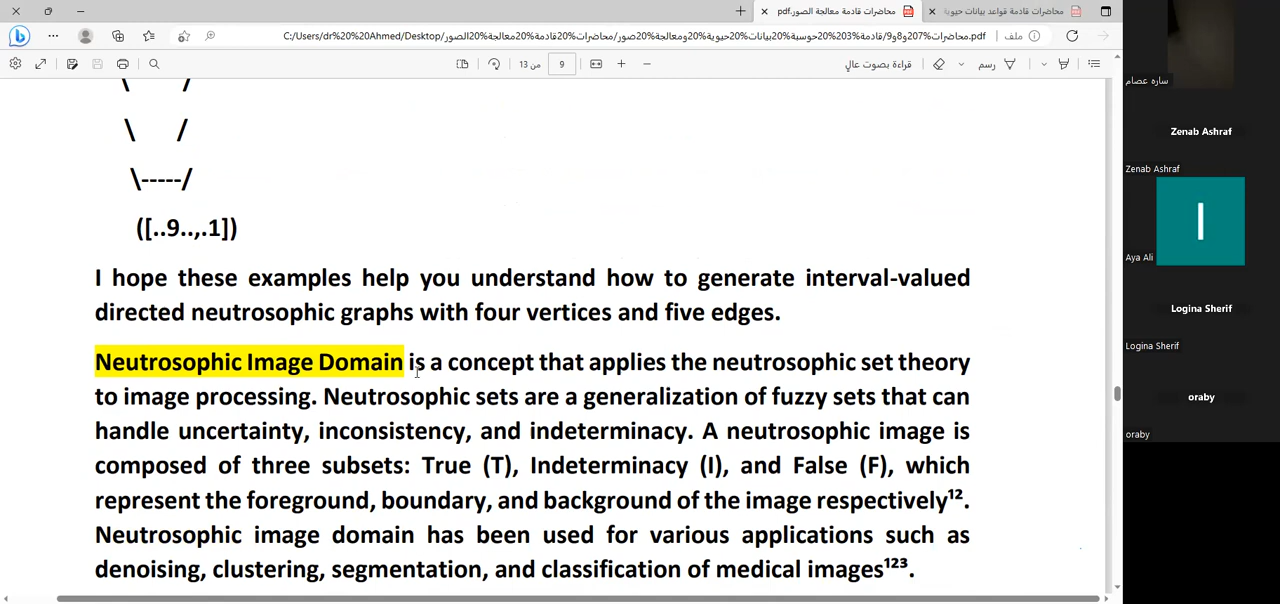 محاضرات قادمة معالجة الصور.pdf
محاضرات قادمة قواعد بيانات حيوية
C:/Users/dr%20%20Ahmed/Desktop/محاضرات%20قادمة%20معالجة%20الصور/محاضرات%207و8و9/قادمة%203%20حوسبة%20بيانات%20حيوية%20ومعالجة%20صور.pdf
ملف
9
من 13
قراءة بصوت عالٍ
رسم
\ /
\ /
\-----/
([..9..,.1])
I hope these examples help you understand how to generate interval-valued
directed neutrosophic graphs with four vertices and five edges.
Neutrosophic Image Domain is a concept that applies the neutrosophic set theory
to image processing. Neutrosophic sets are a generalization of fuzzy sets that can
handle uncertainty, inconsistency, and indeterminacy. A neutrosophic image is
composed of three subsets: True (T), Indeterminacy (I), and False (F), which
represent the foreground, boundary, and background of the image respectively¹².
Neutrosophic image domain has been used for various applications such as
denoising, clustering, segmentation, and classification of medical images¹²³.
ساره عصام
Zenab Ashraf
Zenab Ashraf
I
Aya Ali
Logina Sherif
Logina Sherif
oraby
oraby